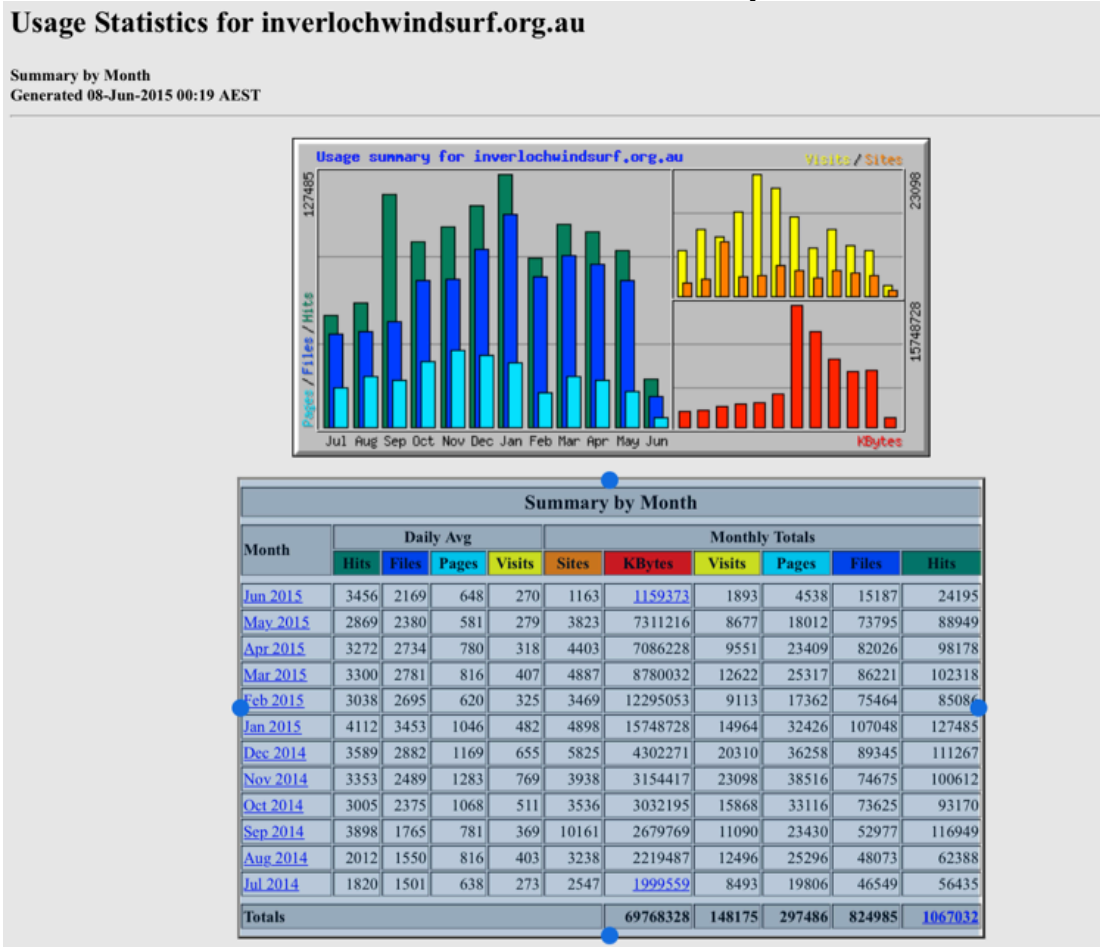 Usage Statistics for inverlochwindsurf.org.au
Summary by Month
Generated 08-Jun-2015 00:19 AEST
Usage summary for inverlochwindsurf.org.au
Visits / Sites
127485
23098
Pages / Files / Hits
15748728
Jul Aug Sep Oct Nov Dec Jan Feb Mar Apr May Jun
KBytes
Summary by Month
Month Daily Avg Monthly Totals
Hits Files Pages Visits Sites KBytes Visits Pages Files Hits
Jun 2015 3456 2169 648 270 1163 1159373 1893 4538 15187 24195
May 2015 2869 2380 581 279 3823 7311216 8677 18012 73795 88949
Apr 2015 3272 2734 780 318 4403 7086228 9551 23409 82026 98178
Mar 2015 3300 2781 816 407 4887 8780032 12622 25317 86221 102318
Feb 2015 3038 2695 620 325 3469 12295053 9113 17362 75464 85086
Jan 2015 4112 3453 1046 482 4898 15748728 14964 32426 107048 127485
Dec 2014 3589 2882 1169 655 5825 4302271 20310 36258 89345 111267
Nov 2014 3353 2489 1283 769 3938 3154417 23098 38516 74675 100612
Oct 2014 3005 2375 1068 511 3536 3032195 15868 33116 73625 93170
Sep 2014 3898 1765 781 369 10161 2679769 11090 23430 52977 116949
Aug 2014 2012 1550 816 403 3238 2219487 12496 25296 48073 62388
Jul 2014 1820 1501 638 273 2547 1999559 8493 19806 46549 56435
Totals 69768328 148175 297486 824985 1067032